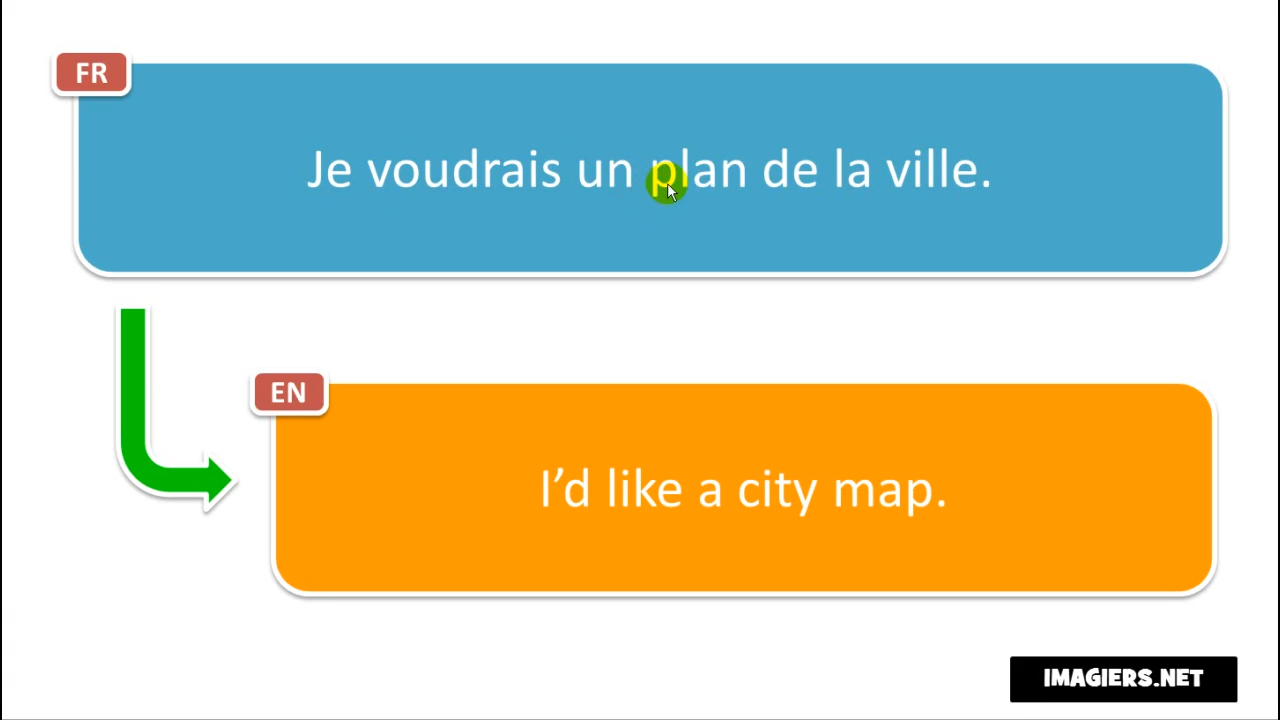 FR
Je voudrais un plan de la ville.
EN
I’d like a city map.
IMAGIERS.NET